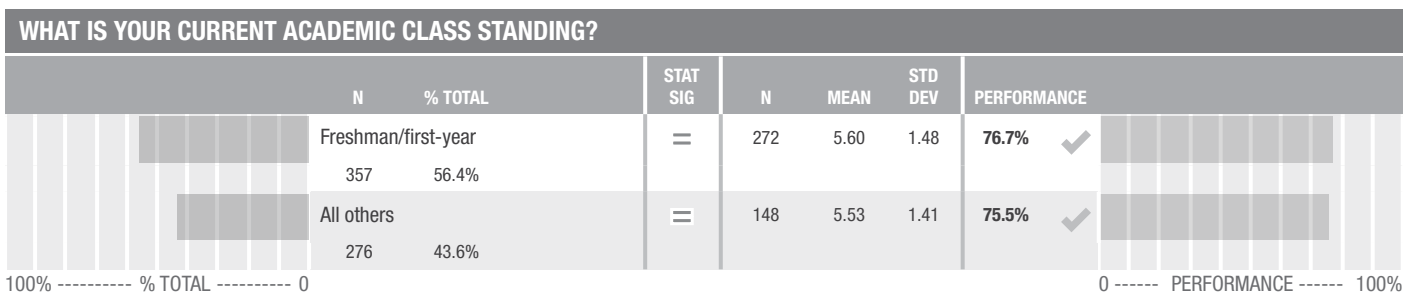 WHAT IS YOUR CURRENT ACADEMIC CLASS STANDING?
N % TOTAL STAT SIG N MEAN STD DEV PERFORMANCE
Freshman/first-year = 272 5.60 1.48 76.7%
357 56.4%
All others = 148 5.53 1.41 75.5%
276 43.6%
100% ---------- % TOTAL ---------- 0 0 ------ PERFORMANCE ------ 100%